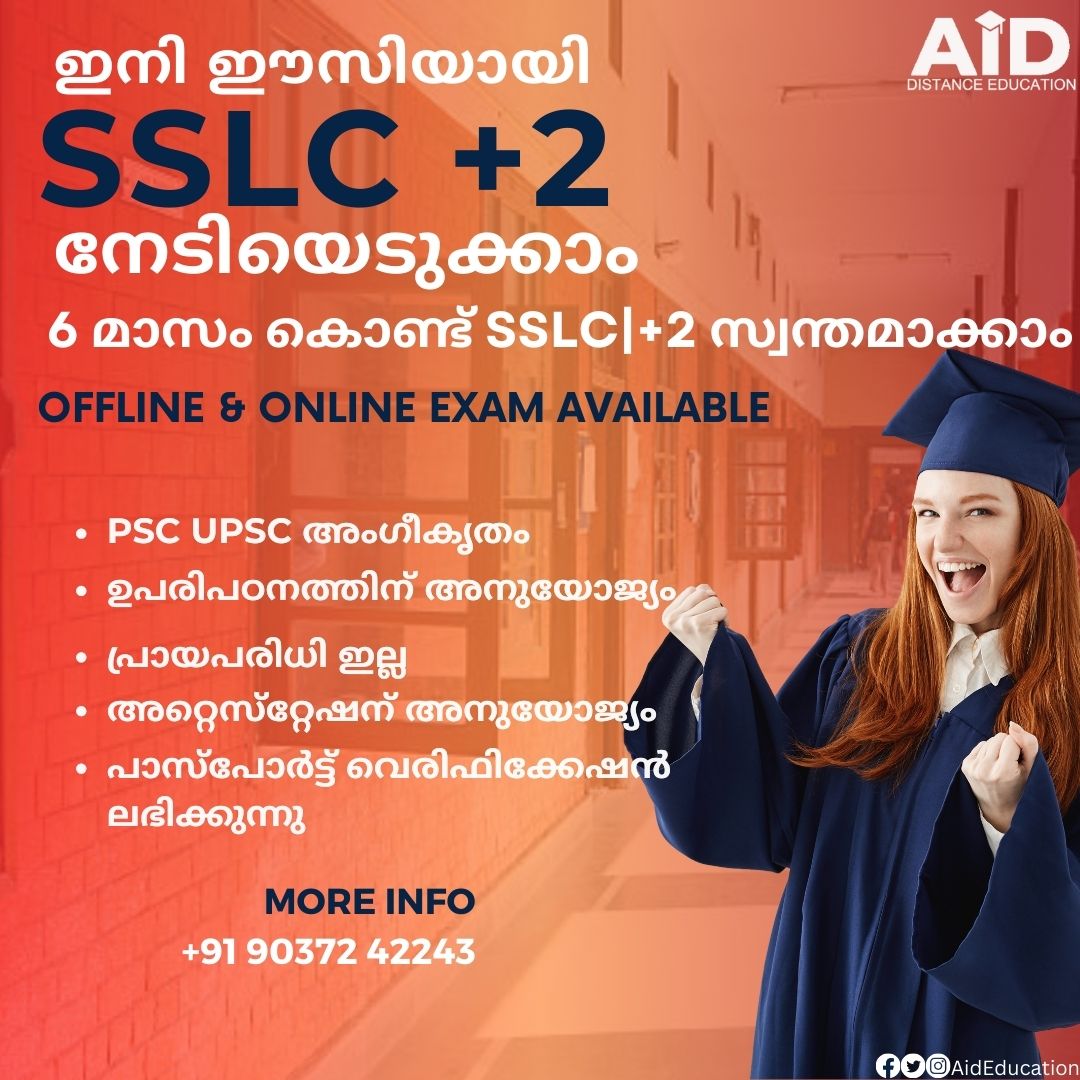 ഇനി ഈസിയായി
AiD
DISTANCE EDUCATION
SSLC +2
നേടിയെടുക്കാം
6 മാസം കൊണ്ട് SSLC|+2 സ്വന്തമാക്കാം
OFFLINE & ONLINE EXAM AVAILABLE
• PSC UPSC അംഗീകൃതം
• ഉപരിപഠനത്തിന് അനുയോജ്യം
• പ്രായപരിധി ഇല്ല
• അറ്റെസ്റ്റേഷന് അനുയോജ്യം
• പാസ്പോർട്ട് വെരിഫിക്കേഷൻ
ലഭിക്കുന്നു
MORE INFO
+91 90372 42243
AidEducation